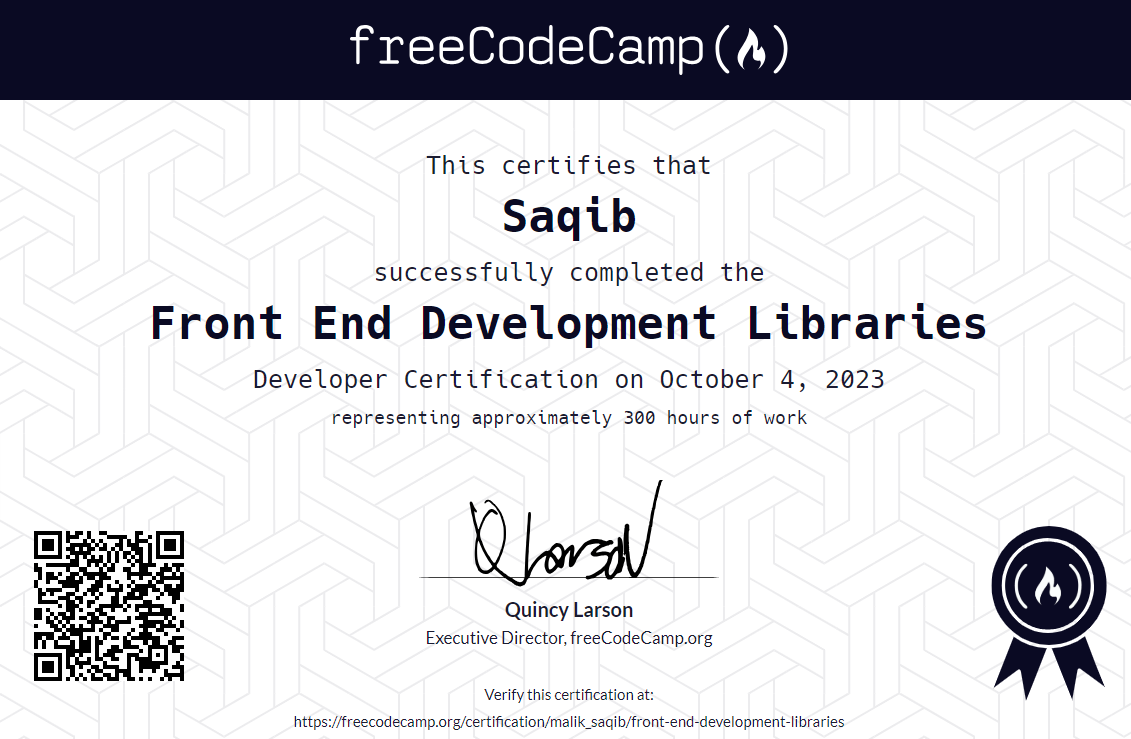 freeCodeCamp
This certifies that
Saqib
successfully completed the
Front End Development Libraries
Developer Certification on October 4, 2023
representing approximately 300 hours of work
Q Larson
Quincy Larson
Executive Director, freeCodeCamp.org
Verify this certification at:
https://freecodecamp.org/certification/malik_saqib/front-end-development-libraries